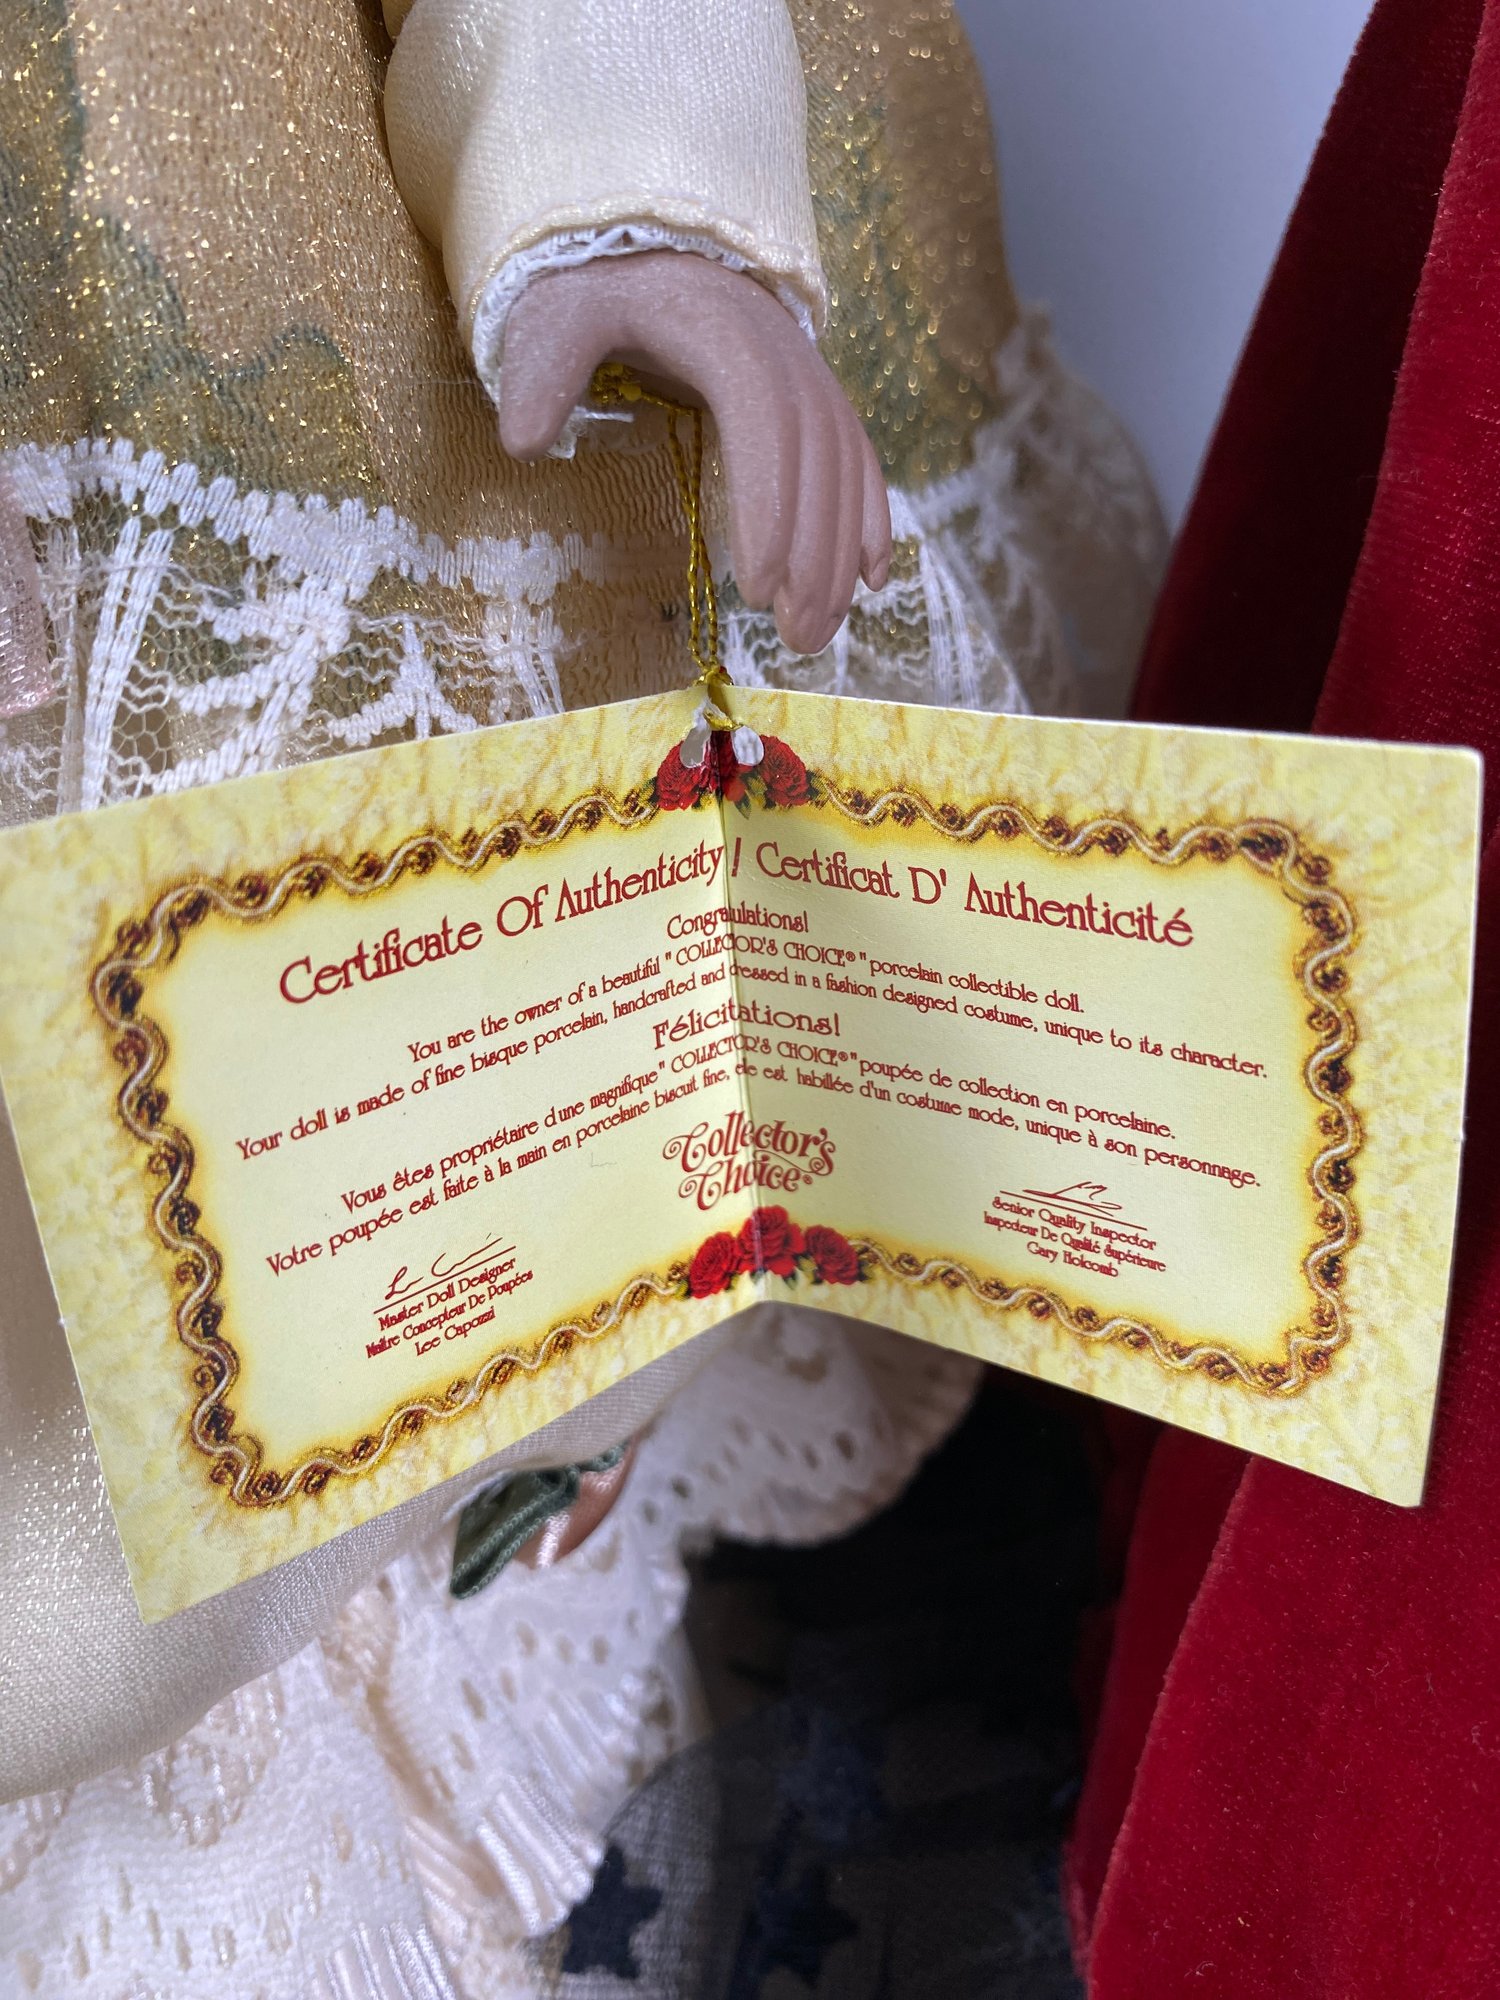 Certificate Of Authenticity / Certificat D' Authenticité
Congratulations!
You are the owner of a beautiful " COLLECTOR'S CHOICE® " porcelain collectible doll.
Your doll is made of fine bisque porcelain, handcrafted and dressed in a fashion designed costume, unique to its character.
Félicitations!
Vous êtes propriétaire d'une magnifique " COLLECTOR'S CHOICE® " poupée de collection en porcelaine.
Votre poupée est faite à la main en porcelaine biscuit fine, ele est habillée d'un costume mode, unique à son personnage.
Collector's
Choice®
Master Doll Designer
Maître Concepteur De Poupées
Lee Capozzi
Senior Quality Inspector
Inspecteur De Qualité Supérieure
Gary Holcomb